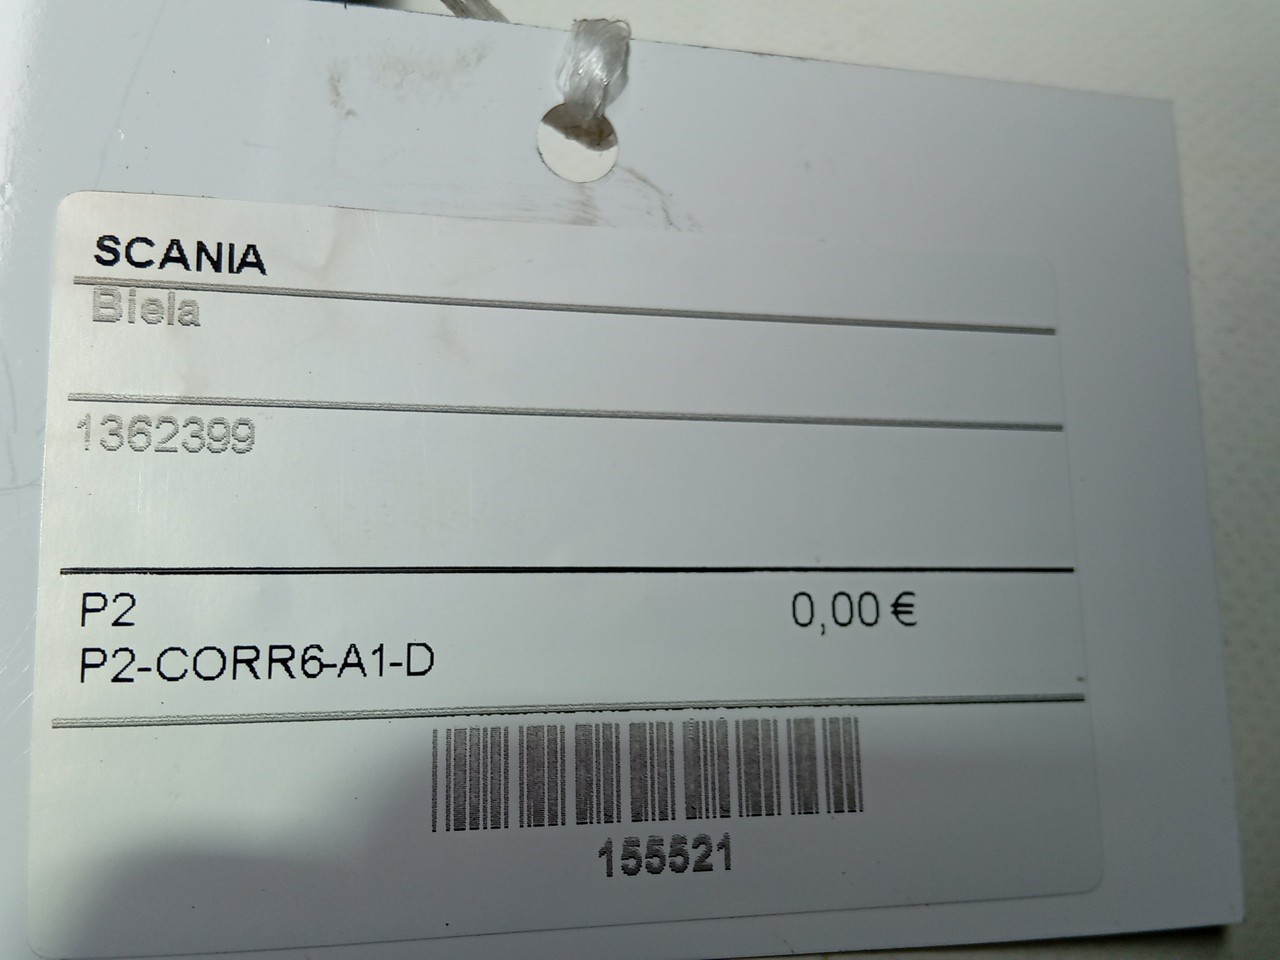 SCANIA
Biela
1362399
P2 0,00 €
P2-CORR6-A1-D
155521